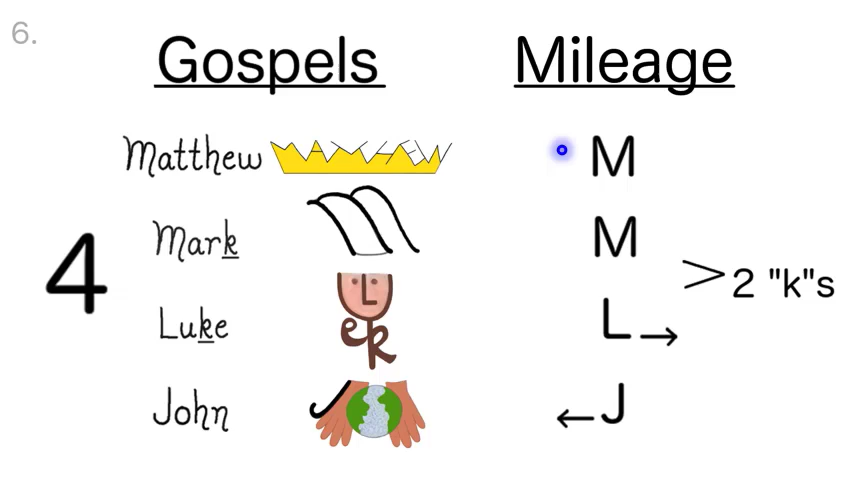 6.
Gospels Mileage
Matthew M
4
Mark M
> 2 "k"s
Luke L →
John ← J